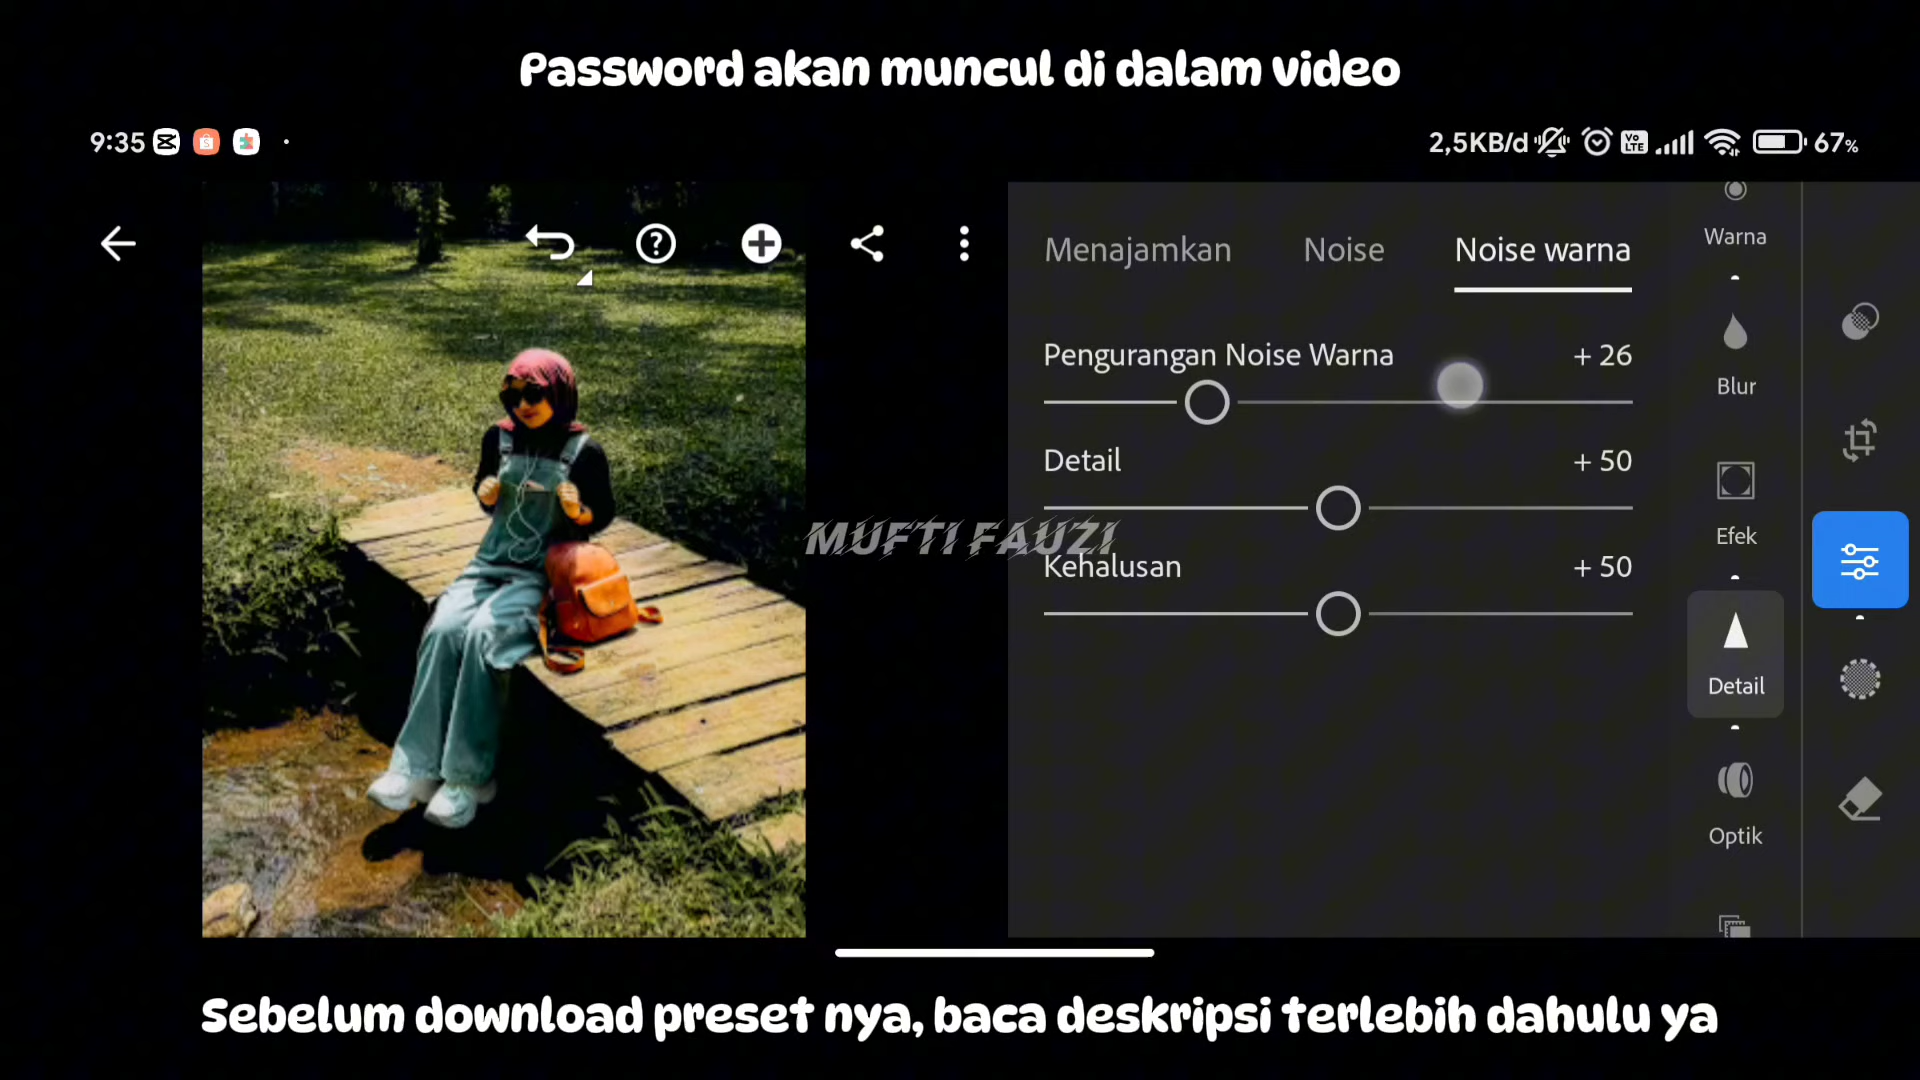 Password akan muncul di dalam video
9:35
2,5KB/d
Vo LTE
67%
Menajamkan
Noise
Noise warna
Pengurangan Noise Warna
+ 26
Detail
+ 50
Kehalusan
+ 50
Warna
Blur
Efek
Detail
Optik
MUFTI FAUZI
Sebelum download preset nya, baca deskripsi terlebih dahulu ya